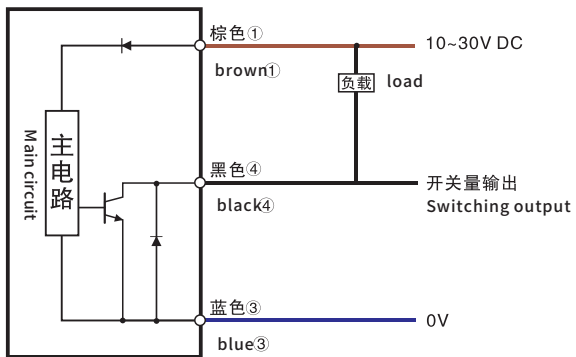 棕色①
brown①
10~30V DC
负载
load
主电路
Main circuit
黑色④
black④
开关量输出
Switching output
蓝色③
blue③
0V